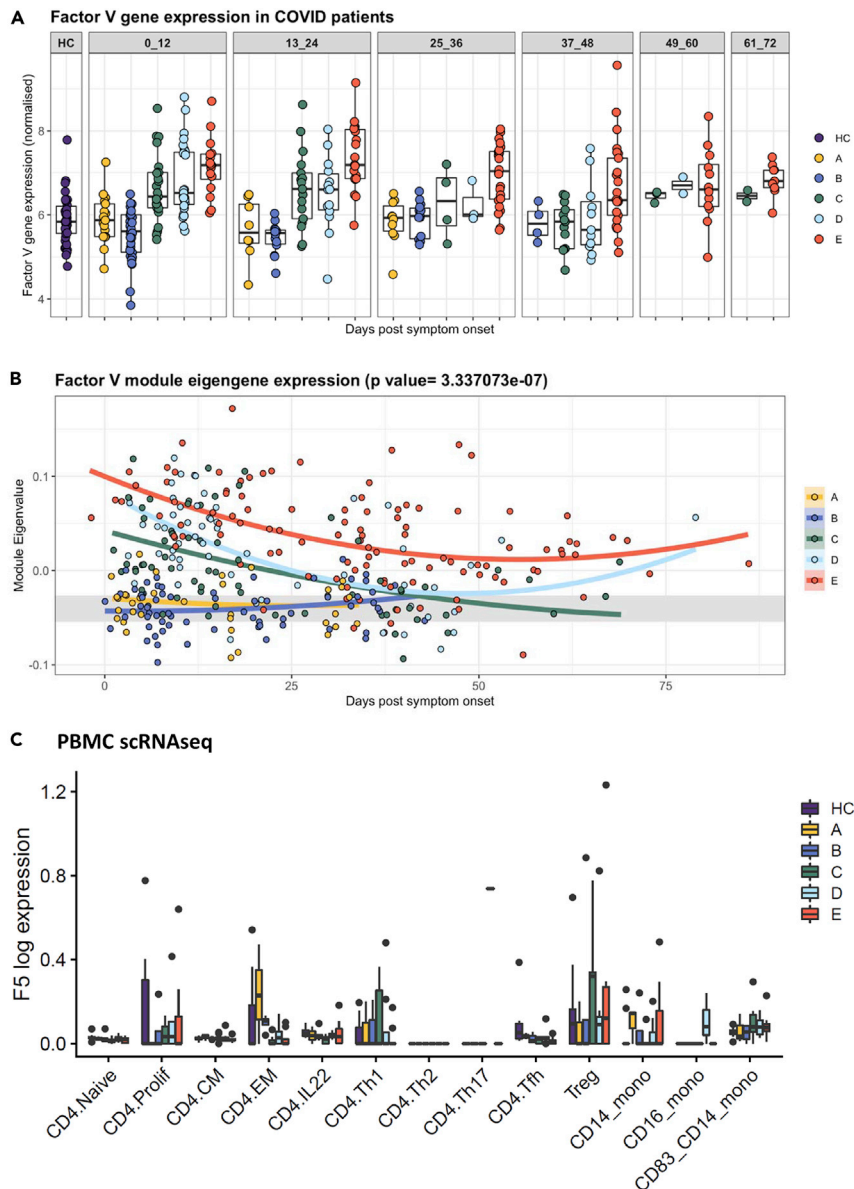 A
Factor V gene expression in COVID patients
HC
0_12
13_24
25_36
37_48
49_60
61_72
Factor V gene expression (normalised)
8
6
4
Days post symptom onset
HC
A
B
C
D
E
B
Factor V module eigengene expression (p value= 3.337073e-07)
Module Eigenvalue
0.1
0.0
-0.1
0
25
50
75
Days post symptom onset
A
B
C
D
E
C
PBMC scRNAseq
F5 log expression
1.2
0.8
0.4
0.0
CD4.Naive
CD4.Prolif
CD4.CM
CD4.EM
CD4.IL22
CD4.Th1
CD4.Th2
CD4.Th17
CD4.Tfh
Treg
CD14_mono
CD16_mono
CD83_CD14_mono
HC
A
B
C
D
E